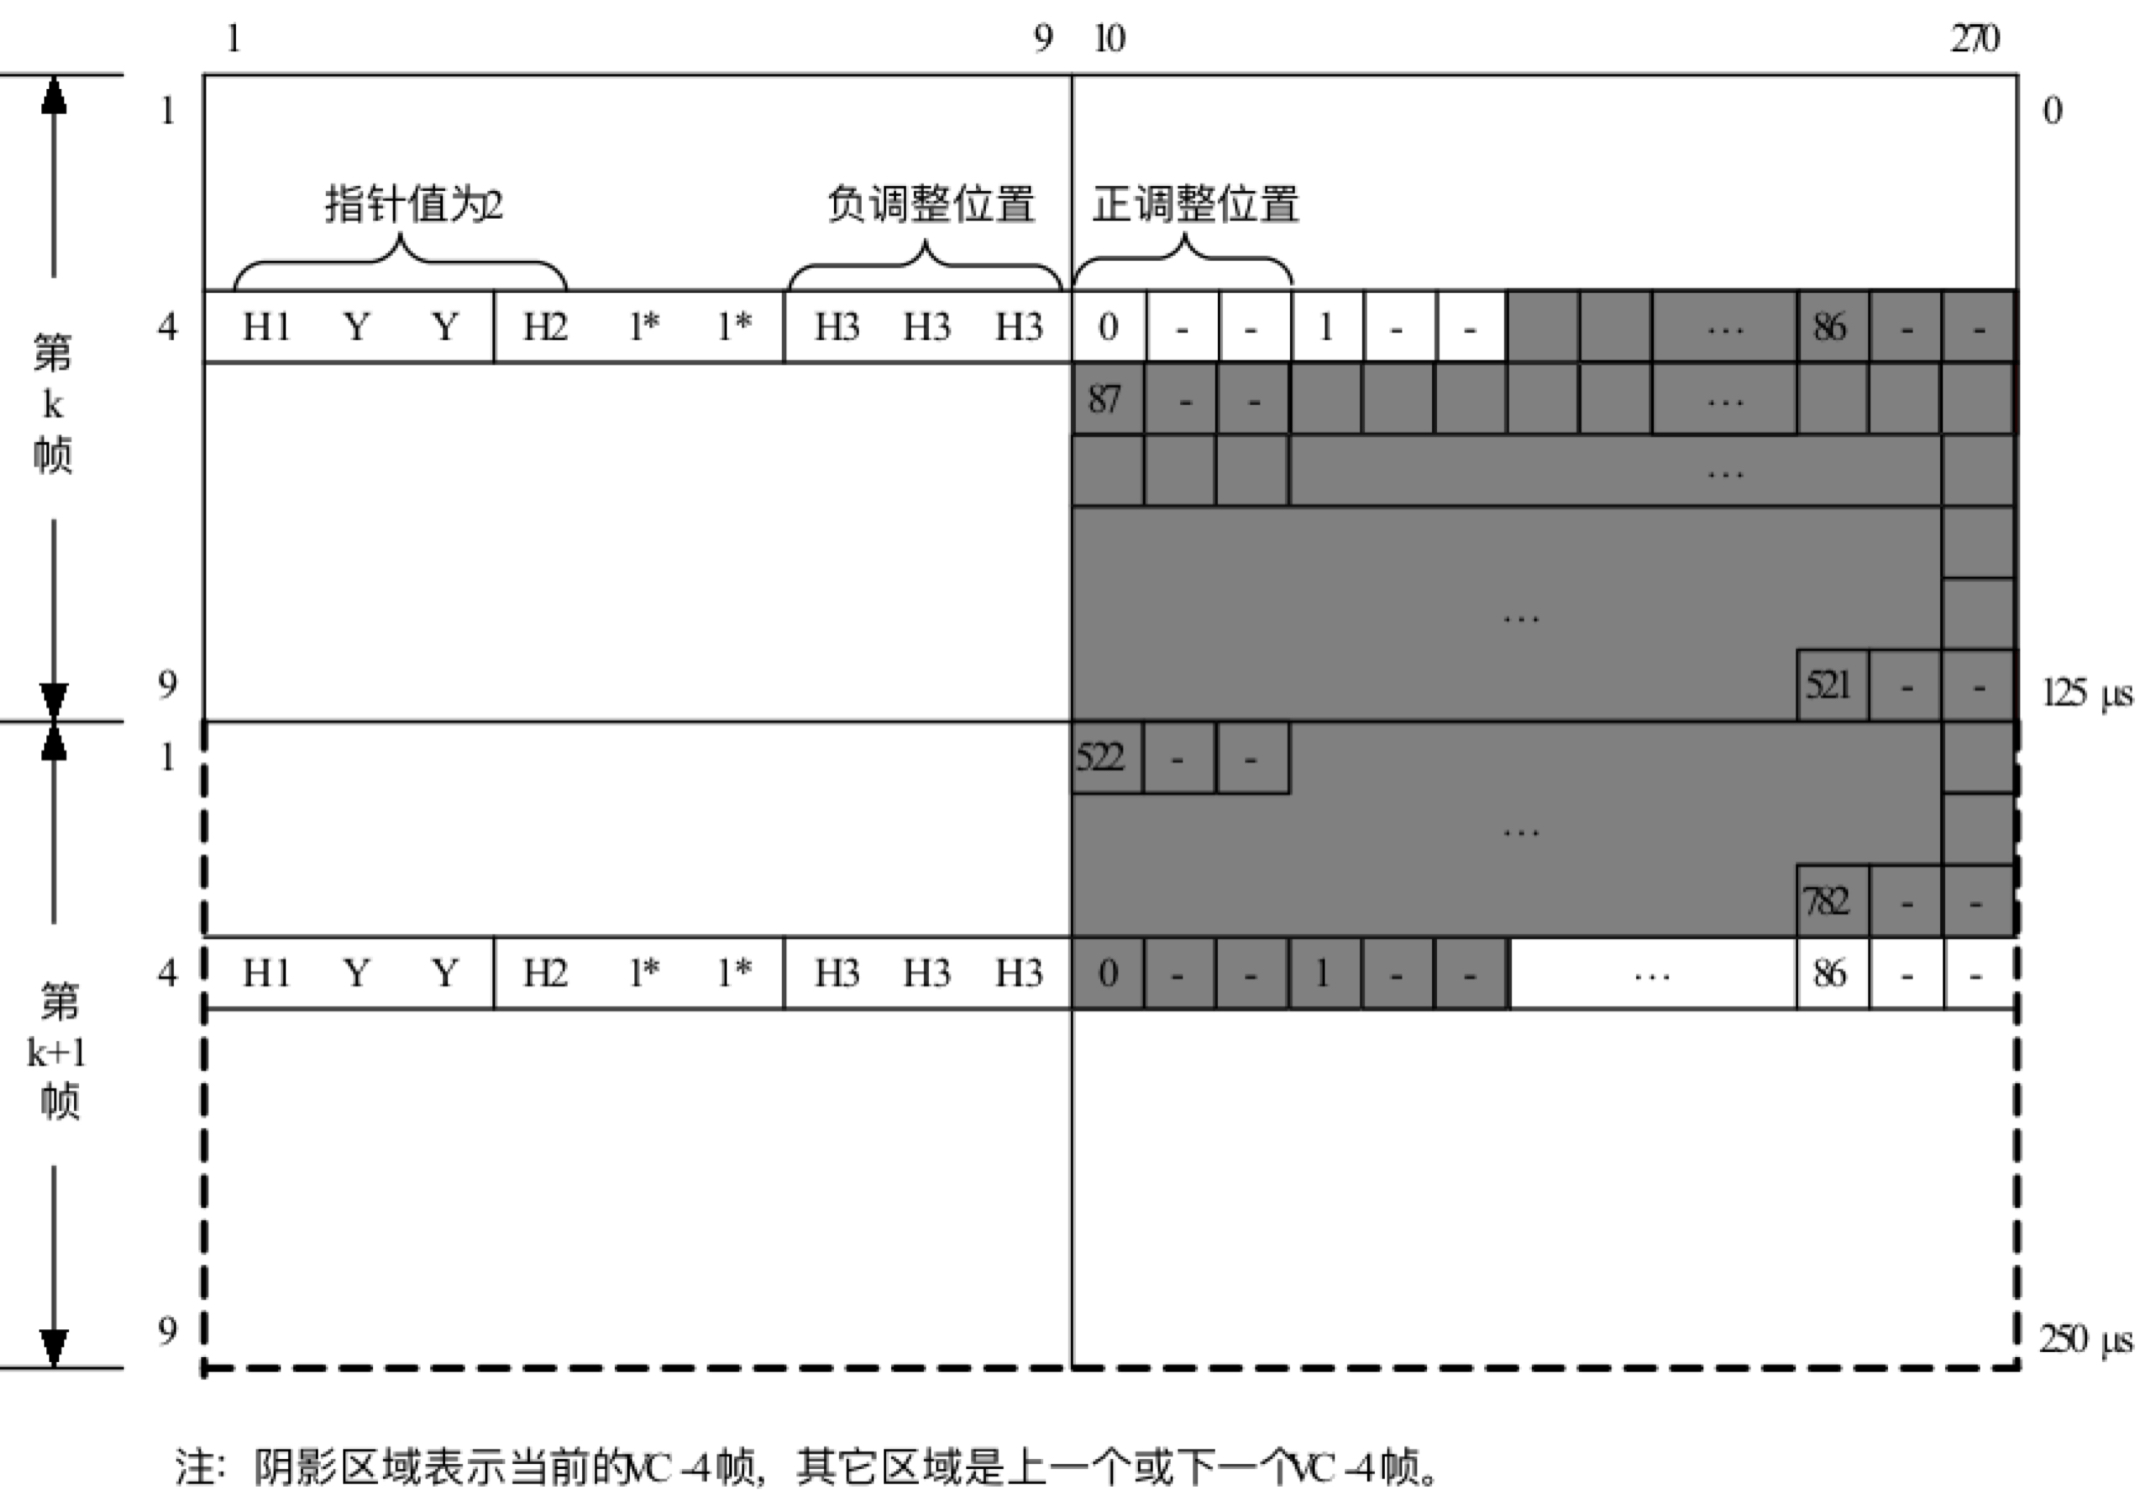 1 9 10 270
1 0
指针值为2 负调整位置 正调整位置
4 H1 Y Y H2 1* 1* H3 H3 H3 0 - - 1 - - … 86 - -
第
k
帧
87 - - …
…
…
9 521 - - 125 μs
1 522 - -
…
782 - -
4 H1 Y Y H2 1* 1* H3 H3 H3 0 - - 1 - - … 86 - -
第
k+1
帧
9 250 μs
注：阴影区域表示当前的VC-4帧，其它区域是上一个或下一个VC-4帧。